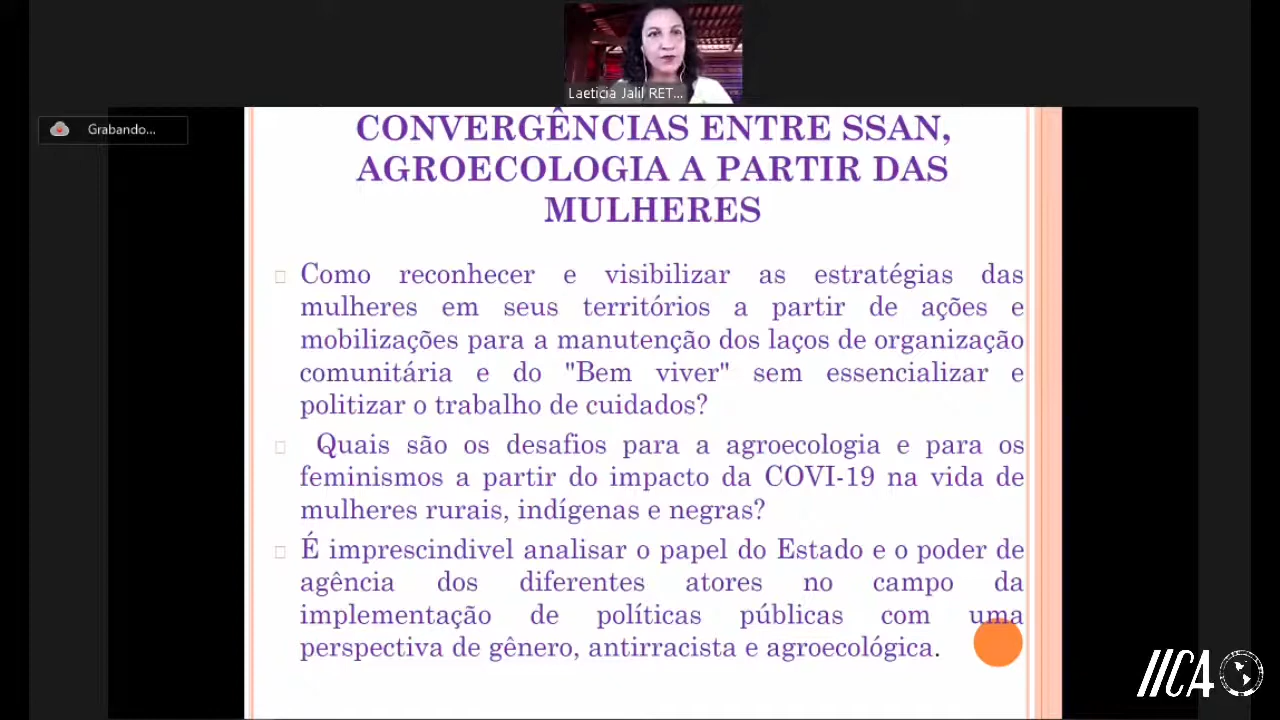 Laeticia Jalil RET...
Grabando...
CONVERGÊNCIAS ENTRE SSAN,
AGROECOLOGIA A PARTIR DAS
MULHERES
Como reconhecer e visibilizar as estratégias das
mulheres em seus territórios a partir de ações e
mobilizações para a manutenção dos laços de organização
comunitária e do "Bem viver" sem essencializar e
politizar o trabalho de cuidados?
Quais são os desafios para a agroecologia e para os
feminismos a partir do impacto da COVI-19 na vida de
mulheres rurais, indígenas e negras?
É imprescindivel analisar o papel do Estado e o poder de
agência dos diferentes atores no campo da
implementação de políticas públicas com uma
perspectiva de gênero, antirracista e agroecológica.
IICA